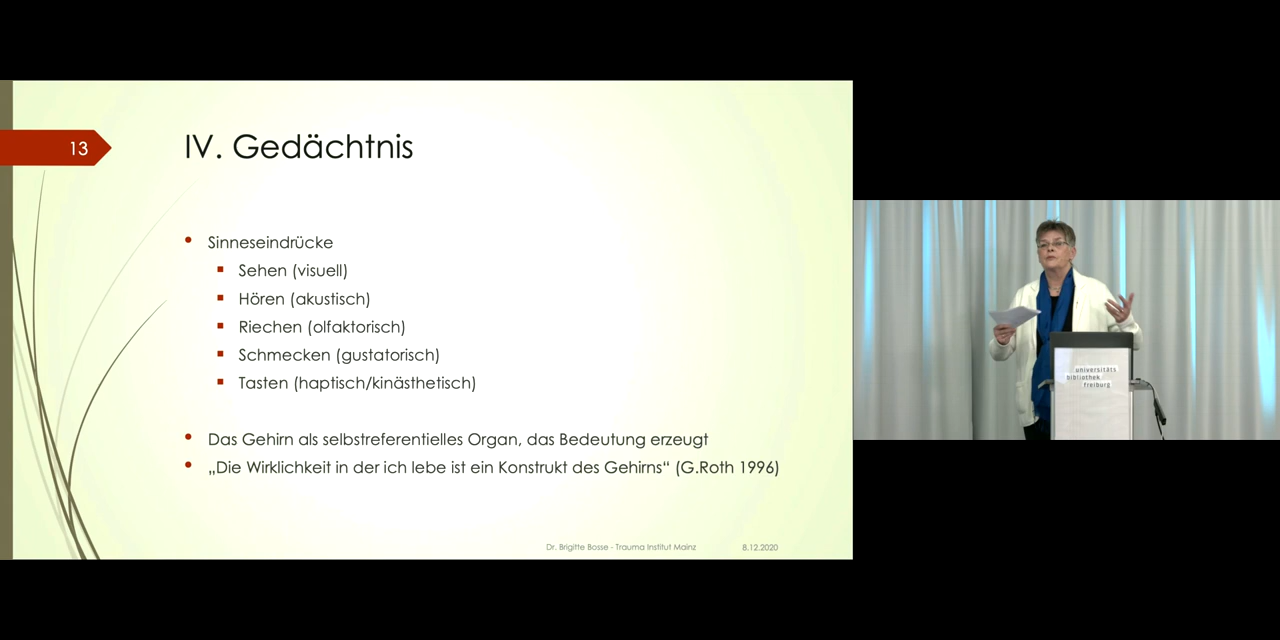 13
IV. Gedächtnis
Sinneseindrücke
Sehen (visuell)
Hören (akustisch)
Riechen (olfaktorisch)
Schmecken (gustatorisch)
Tasten (haptisch/kinästhetisch)
Das Gehirn als selbstreferentielles Organ, das Bedeutung erzeugt
„Die Wirklichkeit in der ich lebe ist ein Konstrukt des Gehirns“ (G.Roth 1996)
Dr. Brigitte Bosse - Trauma Institut Mainz
8.12.2020
universitäts
bibliothek
freiburg